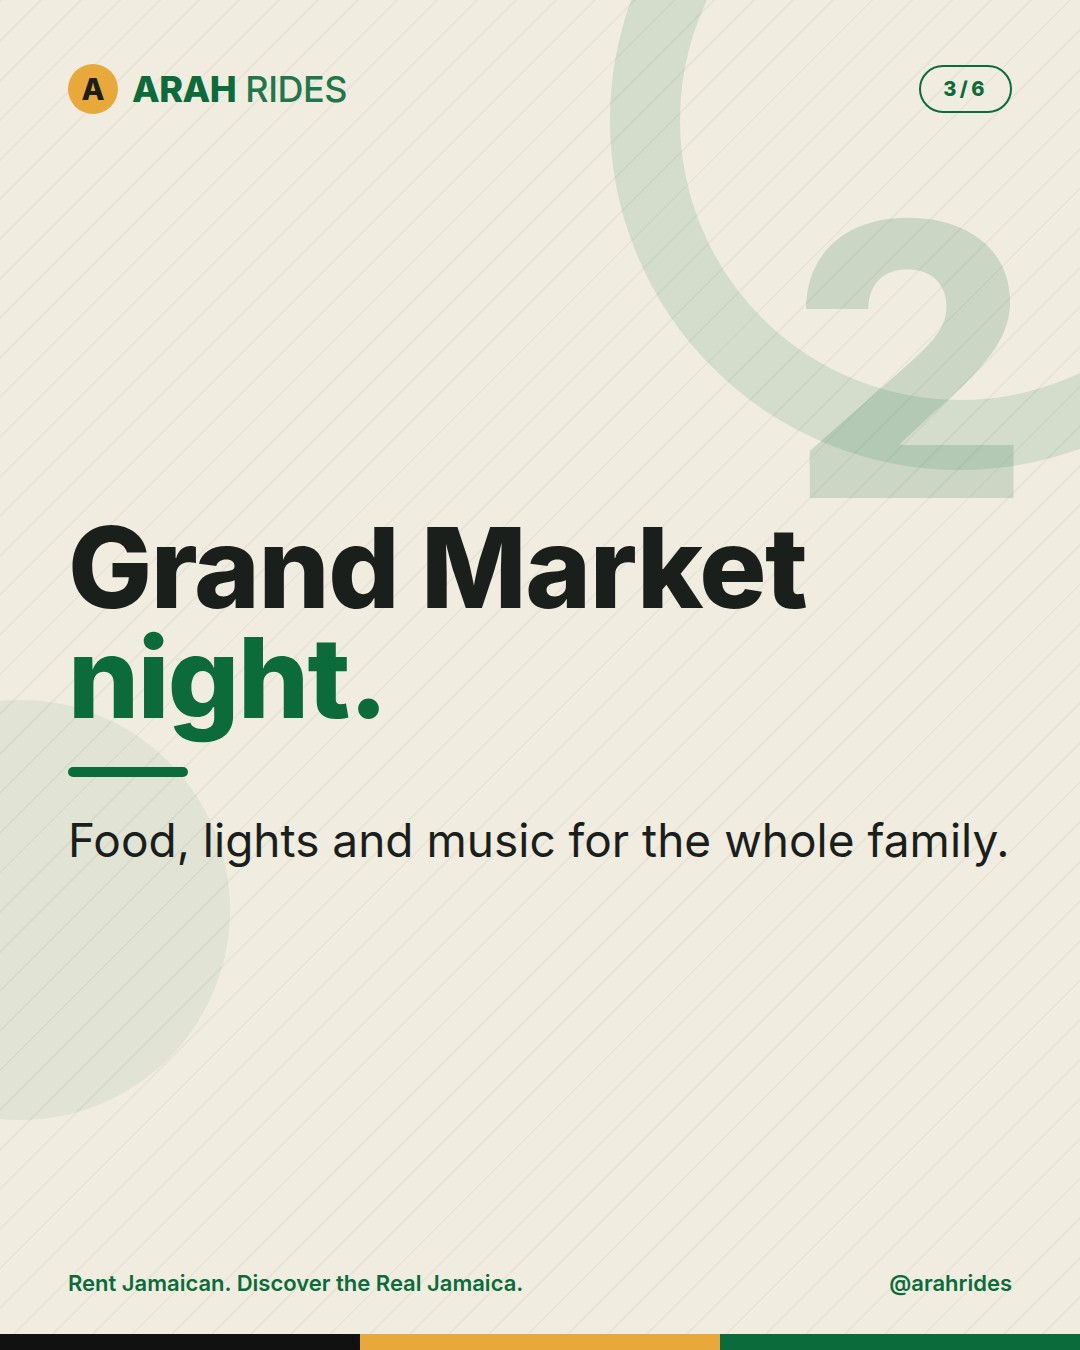 A ARAH RIDES
3/6
2
Grand Market
night.
Food, lights and music for the whole family.
Rent Jamaican. Discover the Real Jamaica.
@arahrides